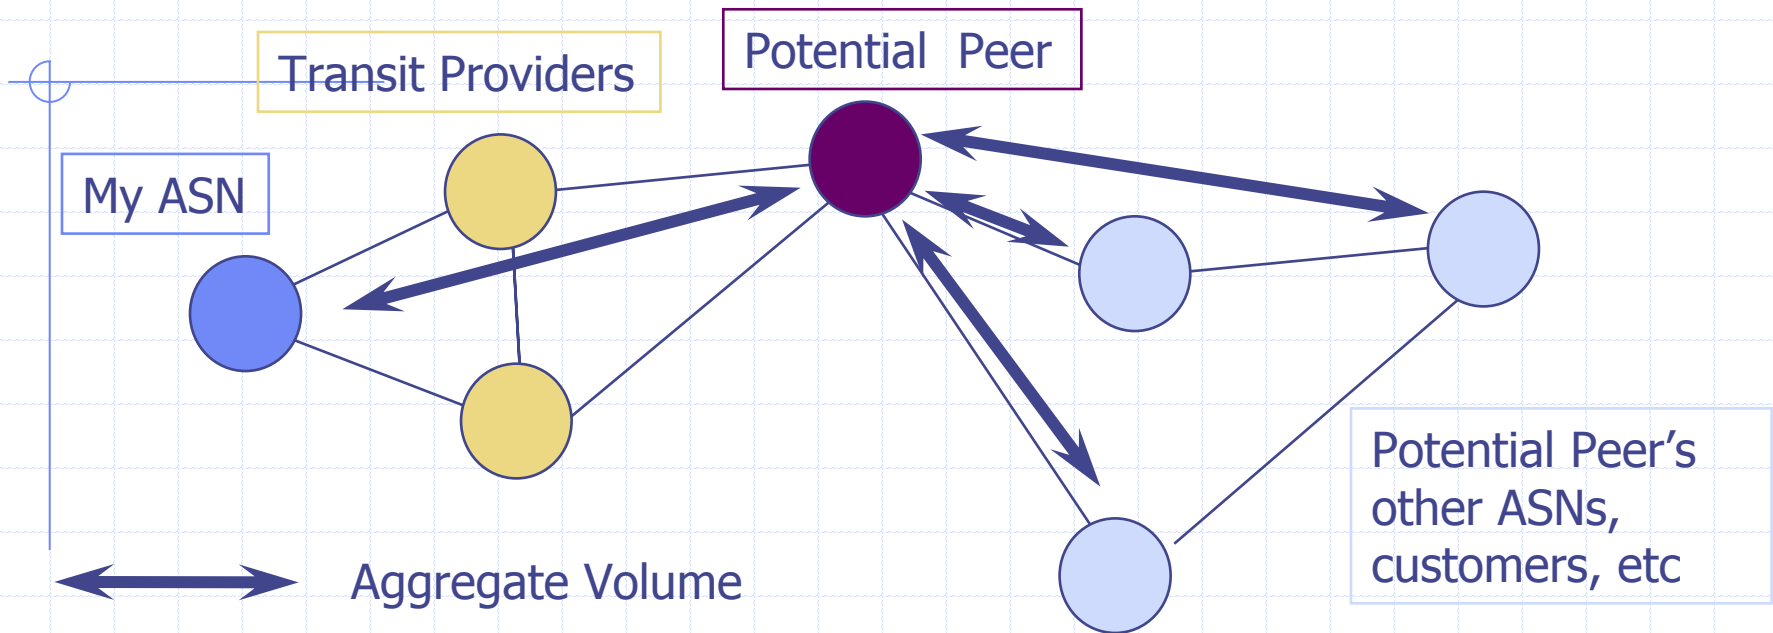 Transit Providers
Potential Peer
My ASN
Potential Peer’s
other ASNs,
customers, etc
Aggregate Volume